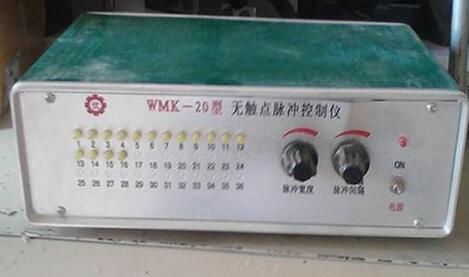 WMK-20型 无触点脉冲控制仪
1 2 3 4 5 6 7 8 9 10 11 12
13 14 15 16 17 18 19 20 21 22 23 24
25 26 27 28 29 30 31 32 33 34 35 36
脉冲宽度
脉冲间隔
ON
电源